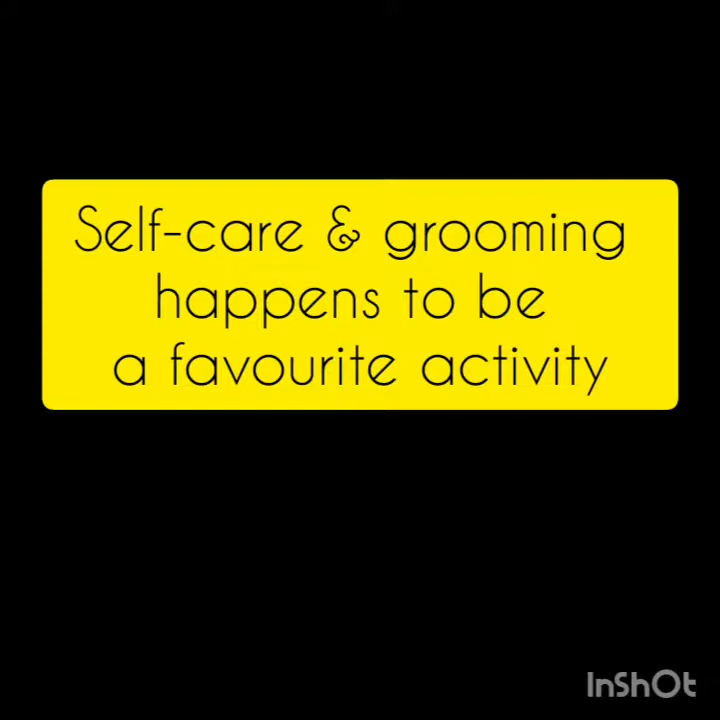 Self-care & grooming
happens to be
a favourite activity
InShOt